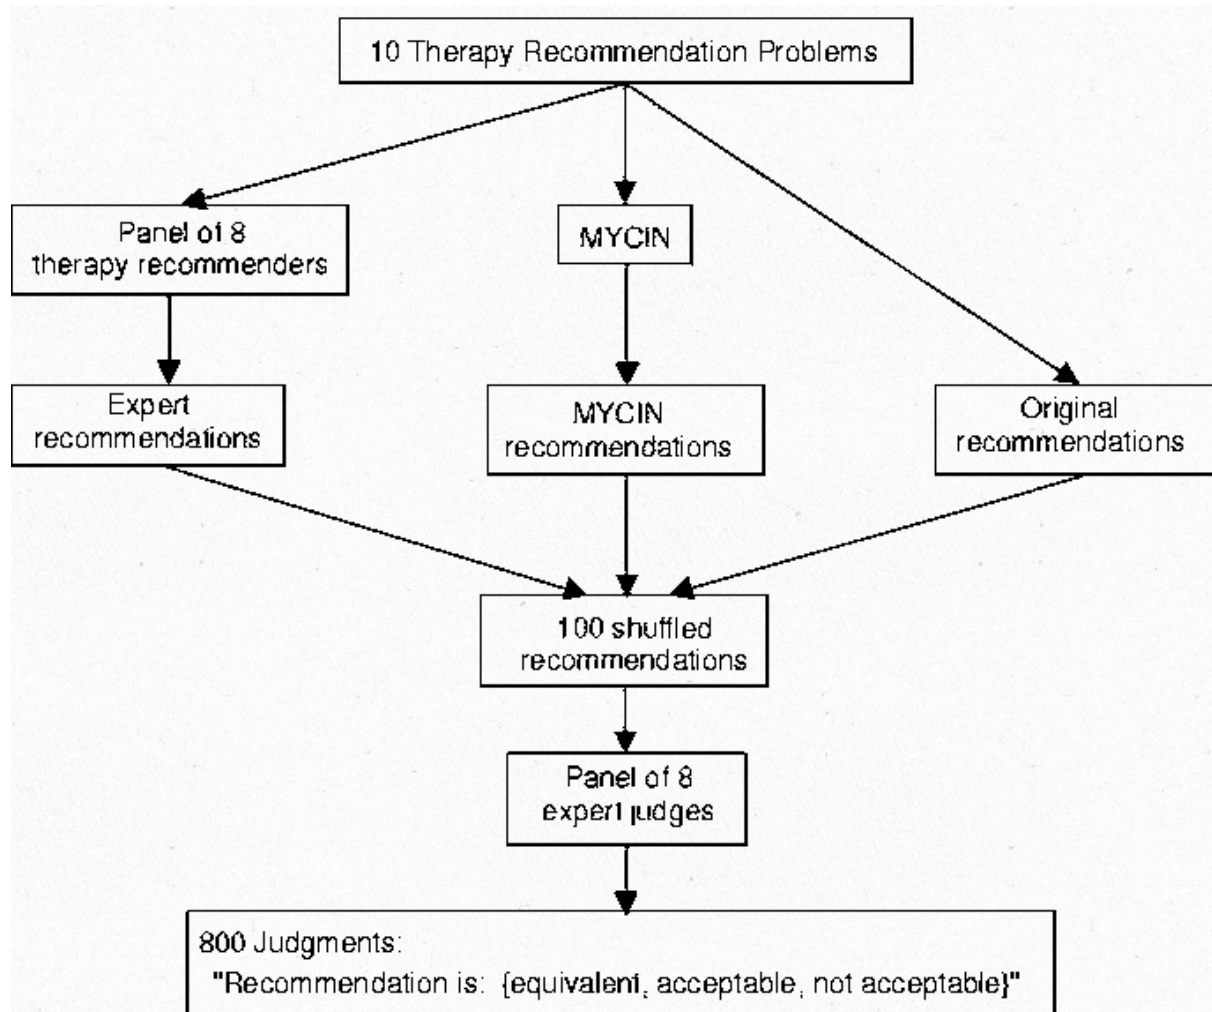 10 Therapy Recommendation Problems
Panel of 8
therapy recommenders
MYCIN
Expert
recommendations
MYCIN
recommendations
Original
recommendations
100 shuffled
recommendations
Panel of 8
expert judges
800 Judgments:
"Recommendation is: {equivalent, acceptable, not acceptable}"